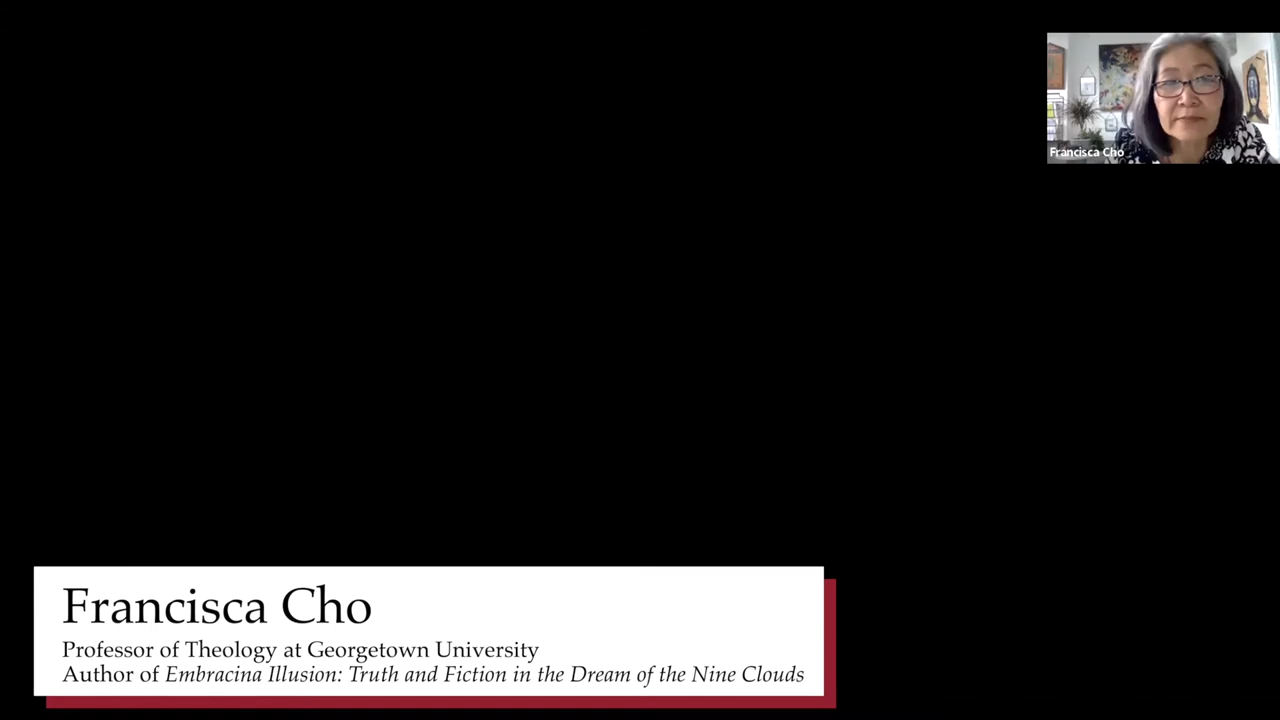 Francisca Cho
Francisca Cho
Professor of Theology at Georgetown University
Author of Embracing Illusion: Truth and Fiction in the Dream of the Nine Clouds